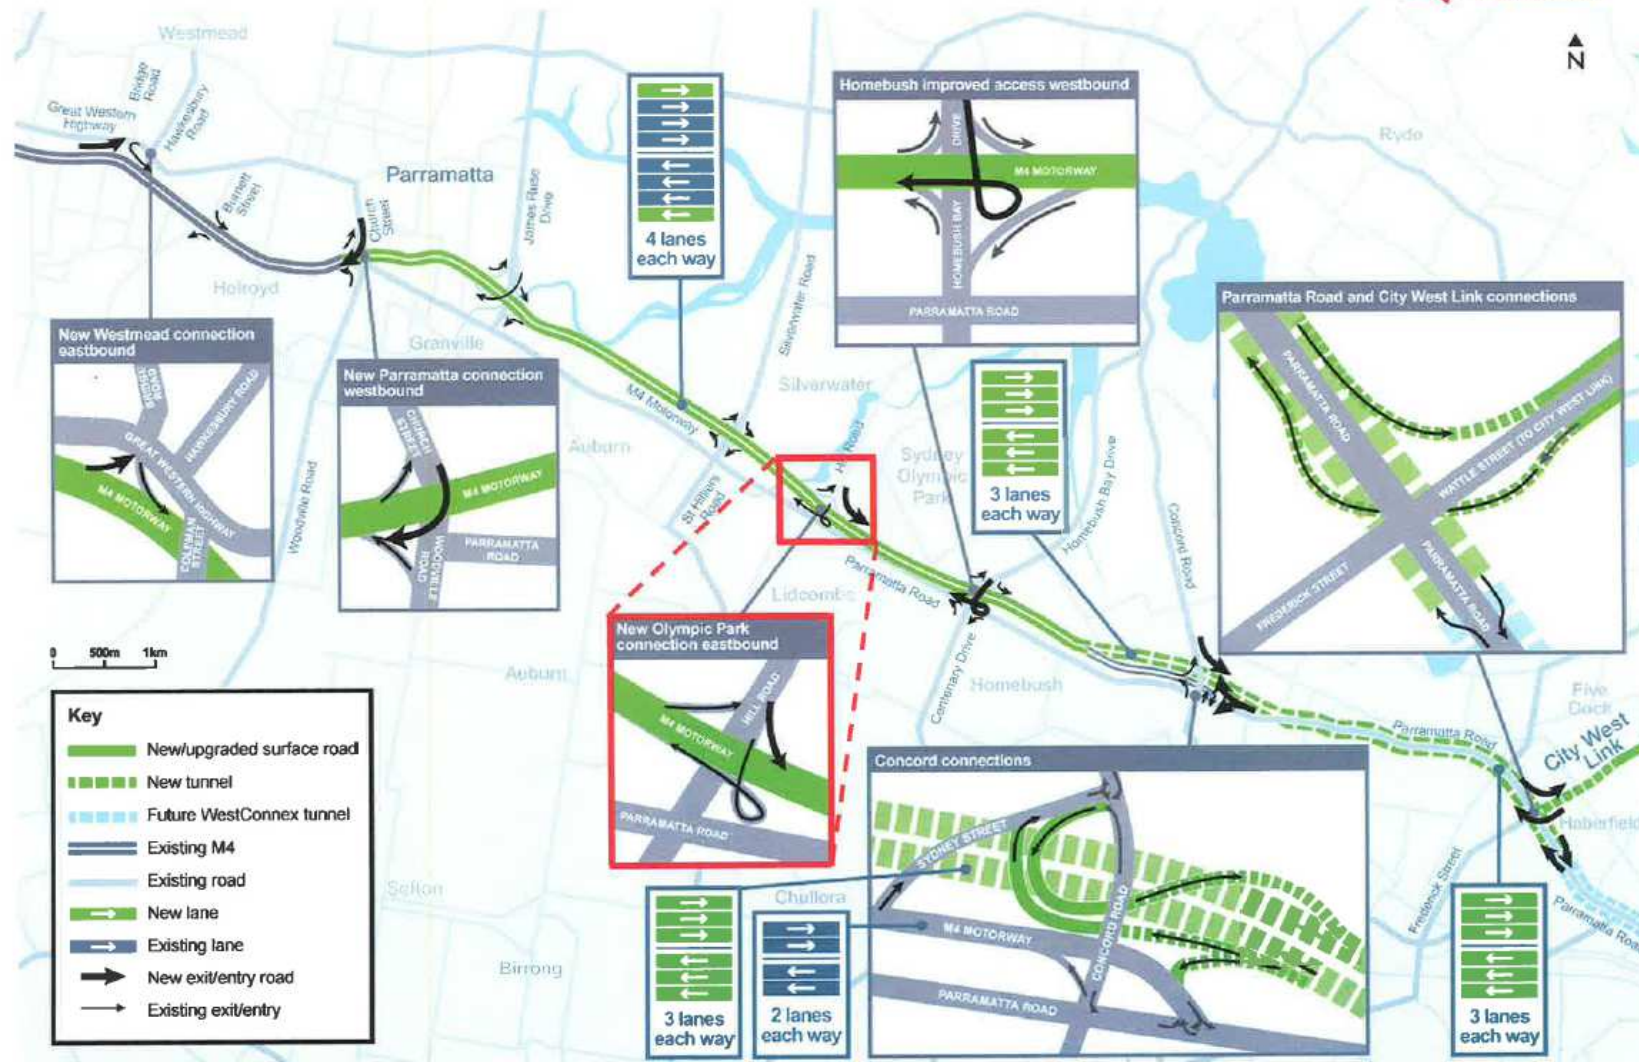 N
Westmead
Bridge
Road
Hawkesbury
Road
Great Western
Highway
Burnett
Street
Parramatta
Church
Street
James Ruse
Drive
Holroyd
Granville
4 lanes
each way
Silverwater Road
Silverwater
M4 Motorway
Auburn
St Hilliers
Road
Hill Road
Sydney
Olympic
Park
Homebush Bay Drive
Concord Road
Ryde
Woodville Road
Parramatta Road
Lidcombe
Auburn
Centenary Drive
Homebush
Parramatta Road
Five
Dock
City West
Link
Haberfield
Frederick Street
Parramatta Road
Sefton
Chullora
Birrong
Homebush improved access westbound
DRIVE
M4 MOTORWAY
HOMEBUSH BAY
PARRAMATTA ROAD
3 lanes
each way
Parramatta Road and City West Link connections
PARRAMATTA ROAD
WATTLE STREET (TO CITY WEST LINK)
FREDERICK STREET
PARRAMATTA ROAD
New Westmead connection
eastbound
BRIDGE
ROAD
HAWKESBURY ROAD
GREAT WESTERN HIGHWAY
M4 MOTORWAY
COLEMAN
STREET
New Parramatta connection
westbound
CHURCH
STREET
M4 MOTORWAY
WOODVILLE
ROAD
PARRAMATTA
ROAD
New Olympic Park
connection eastbound
HILL ROAD
M4 MOTORWAY
PARRAMATTA ROAD
Concord connections
SYDNEY STREET
CONCORD ROAD
M4 MOTORWAY
PARRAMATTA ROAD
3 lanes
each way
2 lanes
each way
3 lanes
each way
0 500m 1km
Key
New/upgraded surface road
New tunnel
Future WestConnex tunnel
Existing M4
Existing road
New lane
Existing lane
New exit/entry road
Existing exit/entry